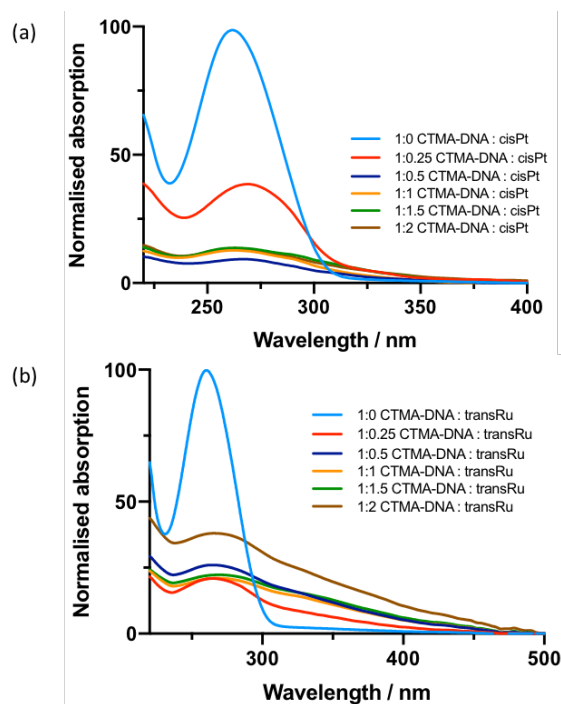 (a)
100
50
0
Normalised absorption
1:0 CTMA-DNA : cisPt
1:0.25 CTMA-DNA : cisPt
1:0.5 CTMA-DNA : cisPt
1:1 CTMA-DNA : cisPt
1:1.5 CTMA-DNA : cisPt
1:2 CTMA-DNA : cisPt
250 300 350 400
Wavelength / nm
(b)
100
50
0
Normalised absorption
1:0 CTMA-DNA : transRu
1:0.25 CTMA-DNA : transRu
1:0.5 CTMA-DNA : transRu
1:1 CTMA-DNA : transRu
1:1.5 CTMA-DNA : transRu
1:2 CTMA-DNA : transRu
300 400 500
Wavelength / nm